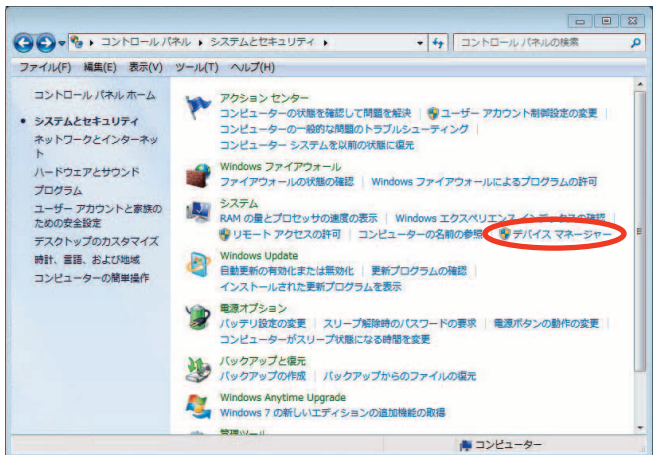 コントロール パネル ▸ システムとセキュリティ ▸
コントロール パネルの検索
ファイル(F) 編集(E) 表示(V) ツール(T) ヘルプ(H)
コントロール パネル ホーム
システムとセキュリティ
ネットワークとインターネッ
ト
ハードウェアとサウンド
プログラム
ユーザー アカウントと家族の
ための安全設定
デスクトップのカスタマイズ
時計、言語、および地域
コンピューターの簡単操作
アクション センター
コンピューターの状態を確認して問題を解決 | ユーザー アカウント制御設定の変更 |
コンピューターの一般的な問題のトラブルシューティング |
コンピューター システムを以前の状態に復元
Windows ファイアウォール
ファイアウォールの状態の確認 | Windows ファイアウォールによるプログラムの許可
システム
RAM の量とプロセッサの速度の表示 | Windows エクスペリエンス インデックスの確認 |
リモート アクセスの許可 | コンピューターの名前の参照 | デバイス マネージャー
Windows Update
自動更新の有効化または無効化 | 更新プログラムの確認 |
インストールされた更新プログラムを表示
電源オプション
バッテリ設定の変更 | スリープ解除時のパスワードの要求 | 電源ボタンの動作の変更 |
コンピューターがスリープ状態になる時間を変更
バックアップと復元
バックアップの作成 | バックアップからのファイルの復元
Windows Anytime Upgrade
Windows 7 の新しいエディションの追加機能の取得
管理ツール
コンピューター